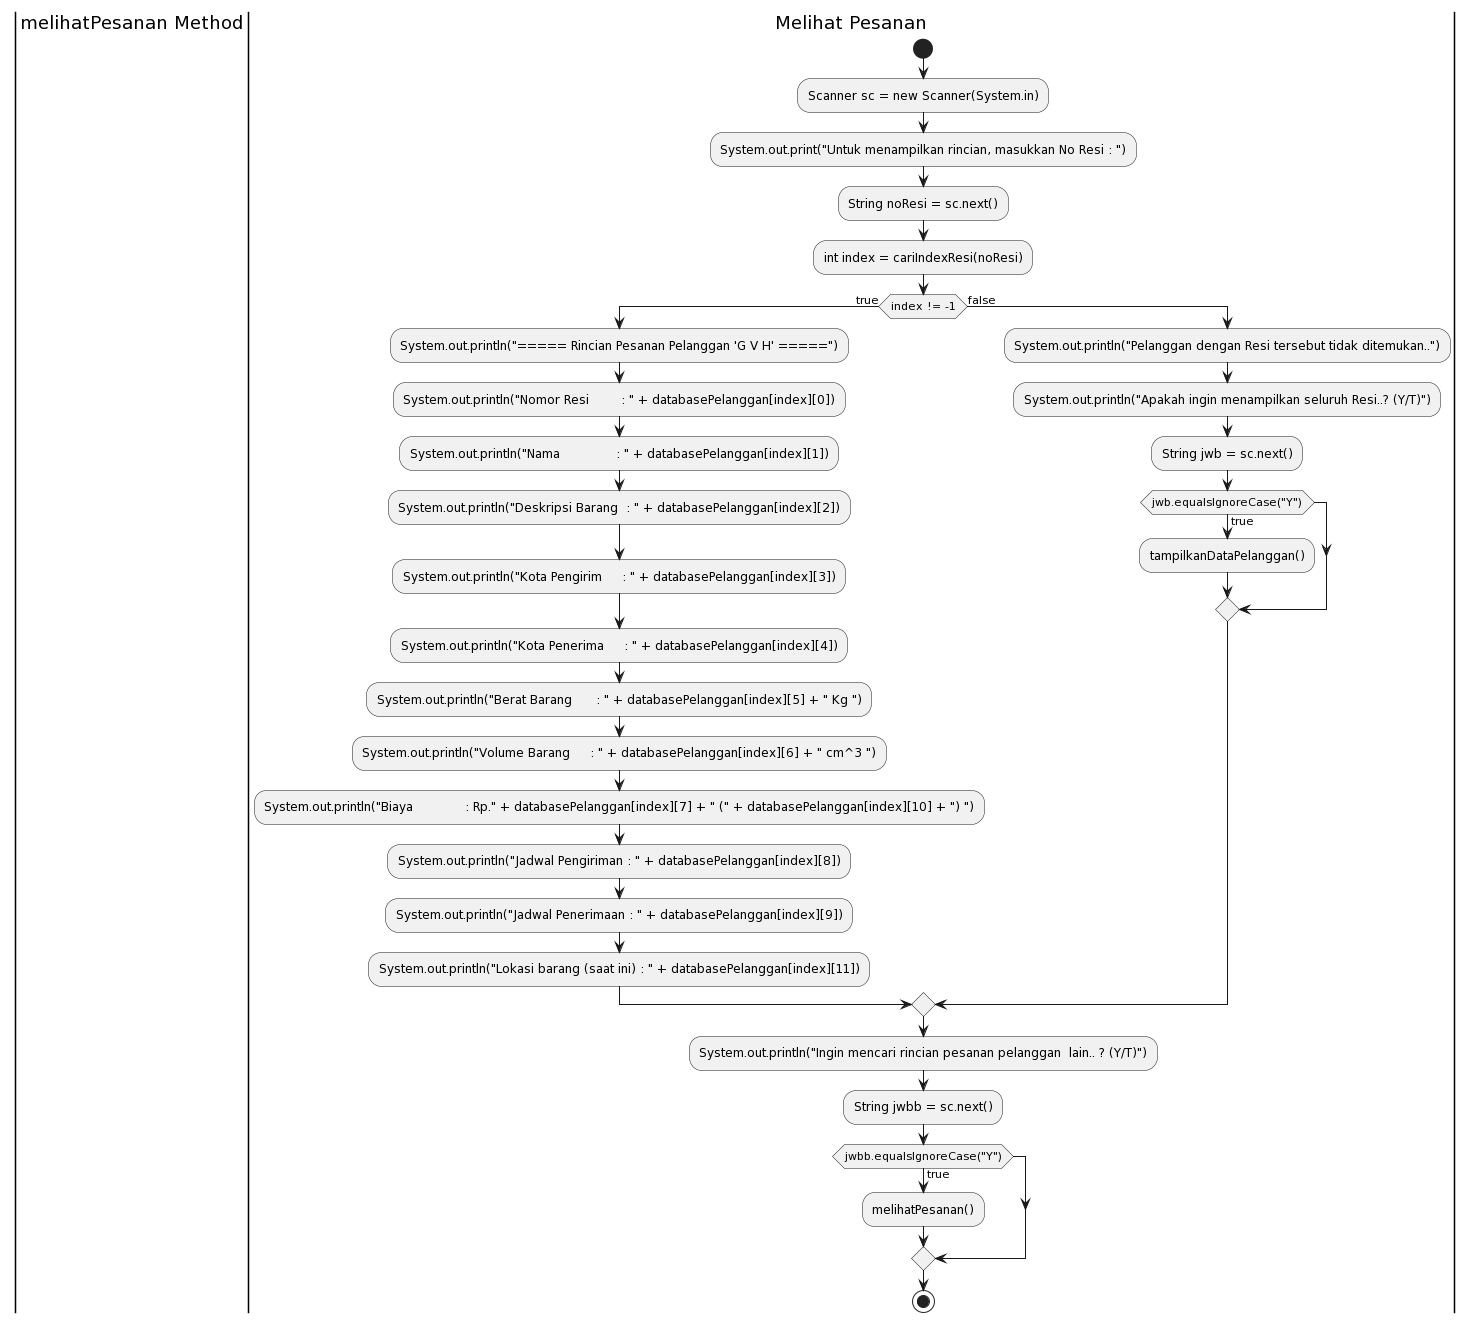 melihatPesanan Method
Melihat Pesanan
Scanner sc = new Scanner(System.in)
System.out.print("Untuk menampilkan rincian, masukkan No Resi : ")
String noResi = sc.next()
int index = cariIndexResi(noResi)
true
index != -1
false
System.out.println("===== Rincian Pesanan Pelanggan 'G V H' =====")
System.out.println("Nomor Resi        : " + databasePelanggan[index][0])
System.out.println("Nama              : " + databasePelanggan[index][1])
System.out.println("Deskripsi Barang  : " + databasePelanggan[index][2])
System.out.println("Kota Pengirim     : " + databasePelanggan[index][3])
System.out.println("Kota Penerima     : " + databasePelanggan[index][4])
System.out.println("Berat Barang      : " + databasePelanggan[index][5] + " Kg ")
System.out.println("Volume Barang     : " + databasePelanggan[index][6] + " cm^3 ")
System.out.println("Biaya             : Rp." + databasePelanggan[index][7] + " (" + databasePelanggan[index][10] + ") ")
System.out.println("Jadwal Pengiriman : " + databasePelanggan[index][8])
System.out.println("Jadwal Penerimaan : " + databasePelanggan[index][9])
System.out.println("Lokasi barang (saat ini) : " + databasePelanggan[index][11])
System.out.println("Pelanggan dengan Resi tersebut tidak ditemukan..")
System.out.println("Apakah ingin menampilkan seluruh Resi..? (Y/T)")
String jwb = sc.next()
jwb.equalsIgnoreCase("Y")
true
tampilkanDataPelanggan()
System.out.println("Ingin mencari rincian pesanan pelanggan  lain.. ? (Y/T)")
String jwbb = sc.next()
jwbb.equalsIgnoreCase("Y")
true
melihatPesanan()